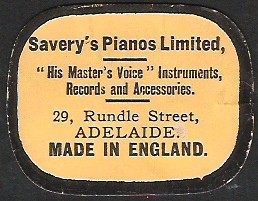 Savery's Pianos Limited,
"His Master's Voice" Instruments,
Records and Accessories.
29, Rundle Street,
ADELAIDE.
MADE IN ENGLAND.